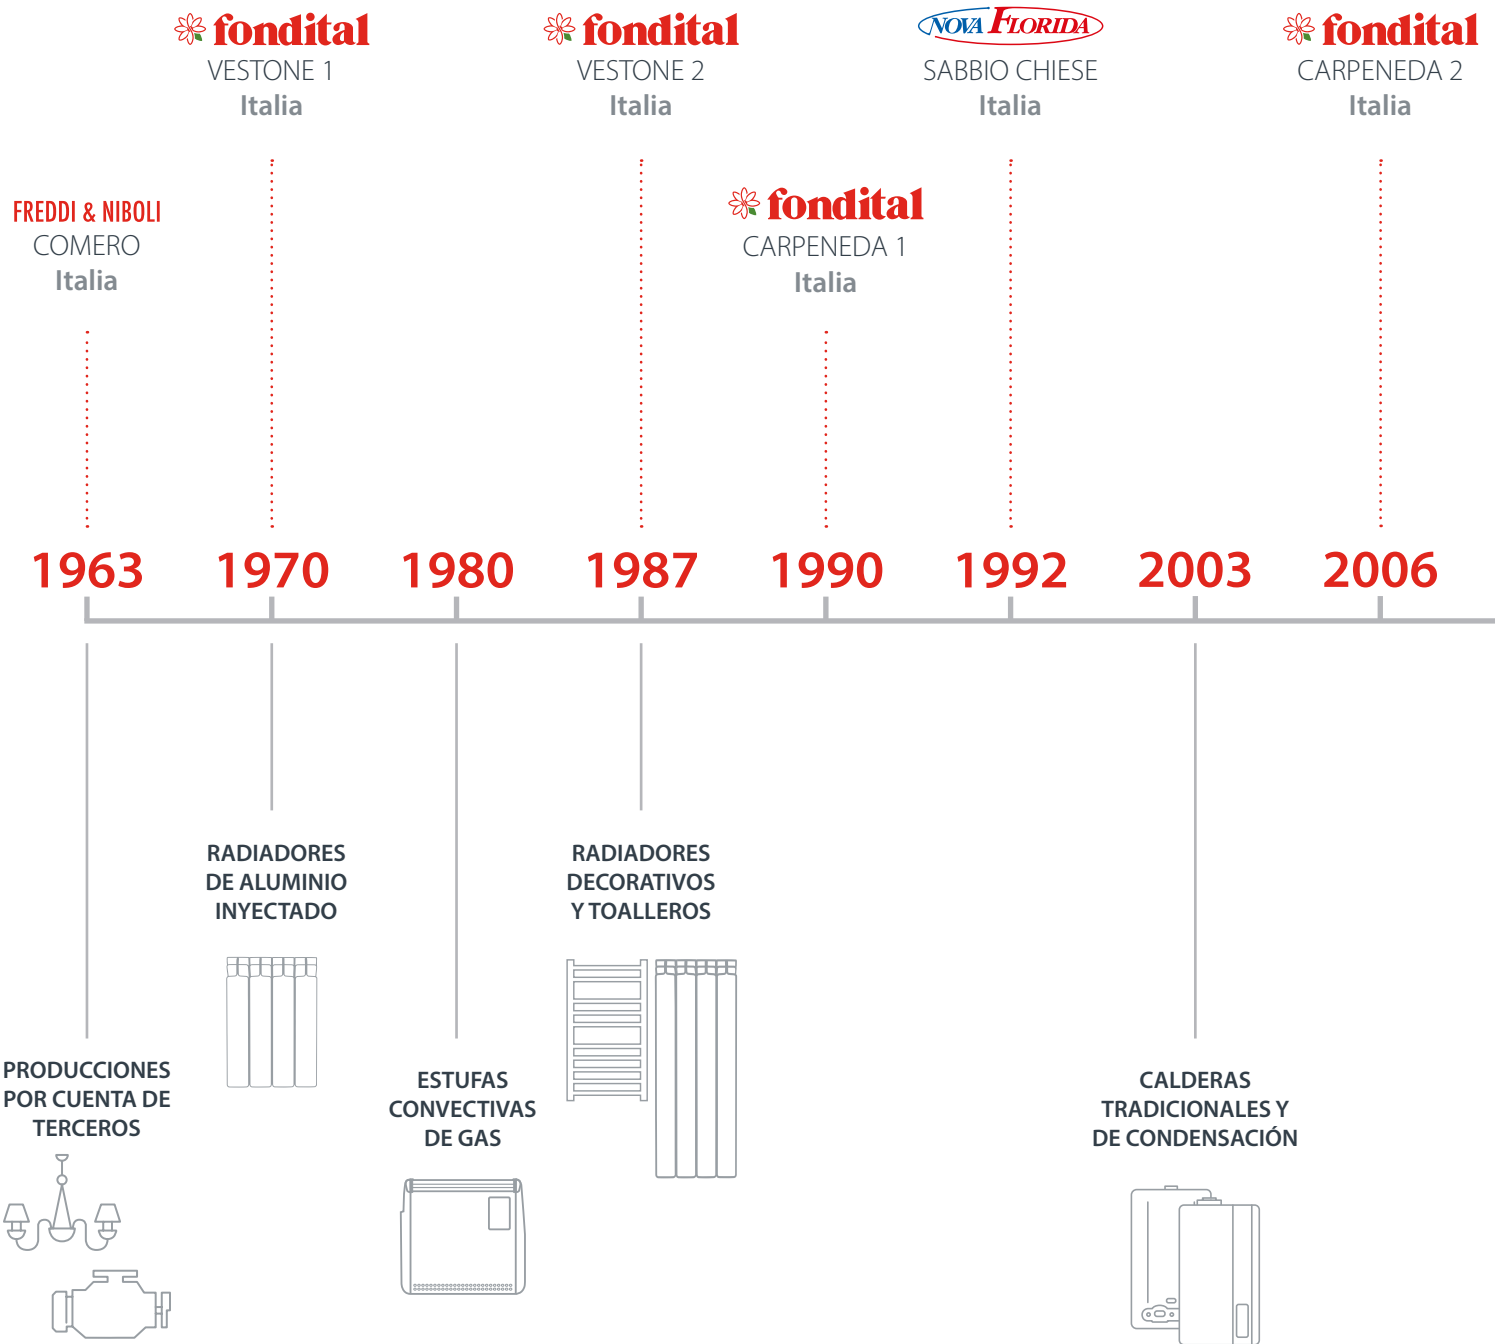 fondital
VESTONE 1
Italia
fondital
VESTONE 2
Italia
NOVA FLORIDA
SABBIO CHIESE
Italia
fondital
CARPENEDA 2
Italia
FREDDI & NIBOLI
COMERO
Italia
fondital
CARPENEDA 1
Italia
1963
1970
1980
1987
1990
1992
2003
2006
RADIADORES
DE ALUMINIO
INYECTADO
RADIADORES
DECORATIVOS
Y TOALLEROS
PRODUCCIONES
POR CUENTA DE
TERCEROS
ESTUFAS
CONVECTIVAS
DE GAS
CALDERAS
TRADICIONALES Y
DE CONDENSACIÓN